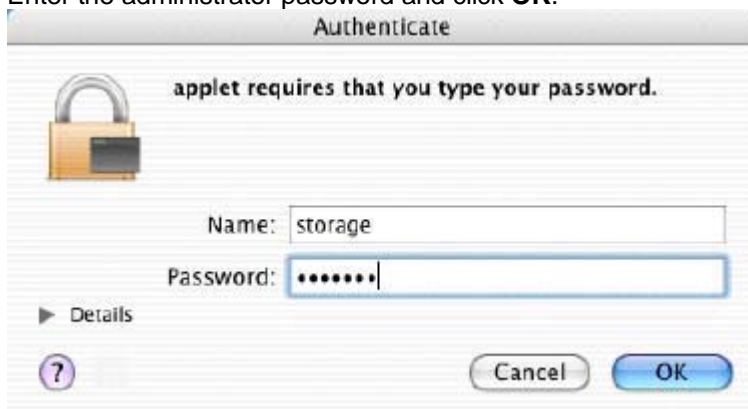 Enter the administrator password and click OK.
Authenticate
applet requires that you type your password.
Name: storage
Password: •••••••
Details
? Cancel OK